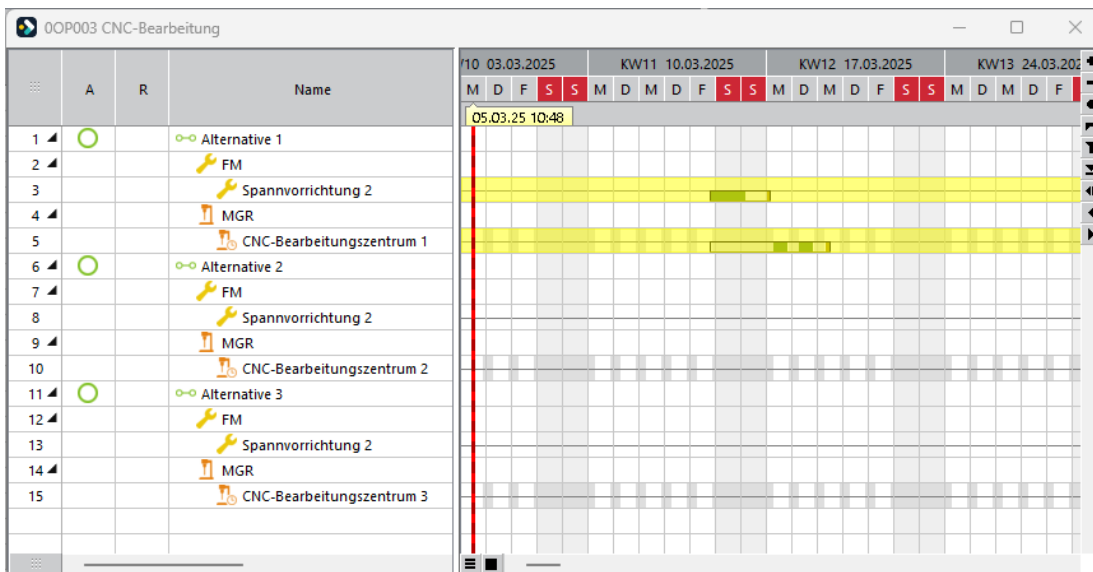 0OP003 CNC-Bearbeitung
A R Name
/10 03.03.2025 KW11 10.03.2025 KW12 17.03.2025 KW13 24.03.202
M D F S S M D M D F S S M D M D F S S M D M D F
05.03.25 10:48
1 Alternative 1
2 FM
3 Spannvorrichtung 2
4 MGR
5 CNC-Bearbeitungszentrum 1
6 Alternative 2
7 FM
8 Spannvorrichtung 2
9 MGR
10 CNC-Bearbeitungszentrum 2
11 Alternative 3
12 FM
13 Spannvorrichtung 2
14 MGR
15 CNC-Bearbeitungszentrum 3